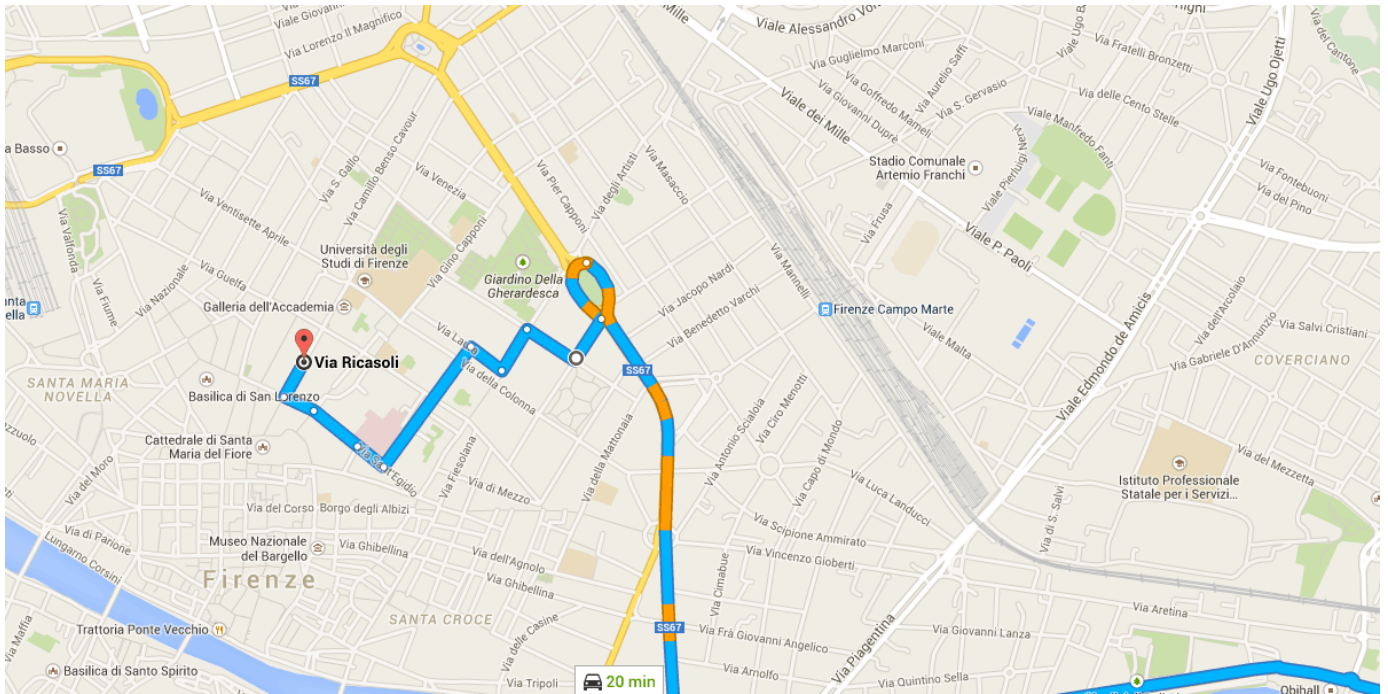 Viale Giovanni
Via Lorenzo Il Magnifico
dei Mille
Viale Alessandro Vo
Via Guglielmo Marconi
Via Aurelio Saffi
Via Fratelli Bronzetti
Viale Ugo Ojetti
Via del Cantone
SS67
Via Goffredo Mameli
Via S. Gervasio
Via delle Cento Stelle
Via Giovanni Duprè
Viale dei Mille
Viale Manfredo Fanti
a Basso
SS67
Via S. Gallo
Via Camillo Benso Cavour
Via Venezia
Via Pier Capponi
Via degli Artisti
Via Masaccio
Stadio Comunale
Artemio Franchi
Viale Pierluigi Nervi
Via Fontebuoni
Via del Pino
Via Valfonda
Via Ventisette Aprile
Via Gino Capponi
Via Frusa
Viale P. Paoli
Università degli
Studi di Firenze
Via Guelfa
Via Nazionale
Giardino Della
Gherardesca
Via Jacopo Nardi
Via Mannelli
anta
ella
Via Fiume
Galleria dell'Accademia
Via Benedetto Varchi
Firenze Campo Marte
Viale Malta
Viale Edmondo de Amicis
Via dell'Arcolaio
Via Salvi Cristiani
Via Gabriele D'Annunzio
COVERCIANO
Via Ricasoli
Via della Colonna
SS67
SANTA MARIA
NOVELLA
Basilica di San Lorenzo
Via Antonio Scialoia
Via Ciro Menotti
Via Capo di Mondo
Via della Mattonaia
Cattedrale di Santa
Maria del Fiore
Via Sant'Egidio
Via Fiesolana
Via di Mezzo
Via del Moro
Via Luca Landucci
Via del Mezzetta
Istituto Professionale
Statale per i Servizi...
Via di S. Salvi
Via del Corso
Borgo degli Albizi
Via di Parione
Lungarno Corsini
Museo Nazionale
del Bargello
Via Ghibellina
Via dell'Agnolo
Via Ghibellina
Via Scipione Ammirato
Via Vincenzo Gioberti
Via Cimabue
Firenze
SANTA CROCE
Via delle Casine
Via Aretina
Trattoria Ponte Vecchio
SS67
Via Frà Giovanni Angelico
Via Giovanni Lanza
Via Piagentina
Via Maffia
Basilica di Santo Spirito
Via Tripoli
20 min
Via Arnolfo
Via Quintino Sella
Obihall